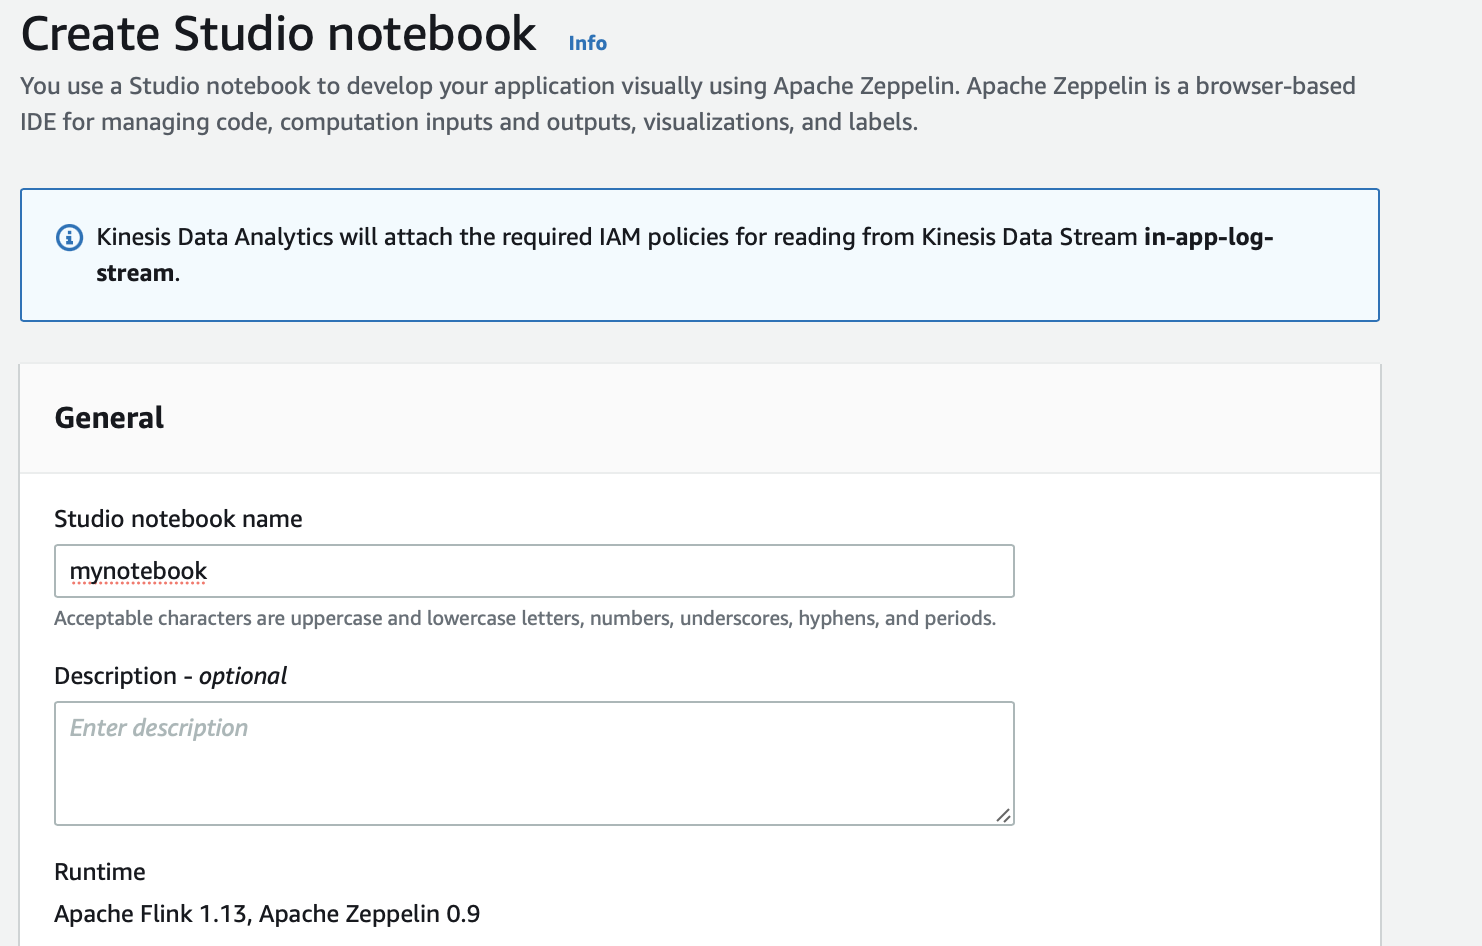 Create Studio notebook Info
You use a Studio notebook to develop your application visually using Apache Zeppelin. Apache Zeppelin is a browser-based
IDE for managing code, computation inputs and outputs, visualizations, and labels.
Kinesis Data Analytics will attach the required IAM policies for reading from Kinesis Data Stream in-app-log-
stream.
General
Studio notebook name
mynotebook
Acceptable characters are uppercase and lowercase letters, numbers, underscores, hyphens, and periods.
Description - optional
Enter description
Runtime
Apache Flink 1.13, Apache Zeppelin 0.9